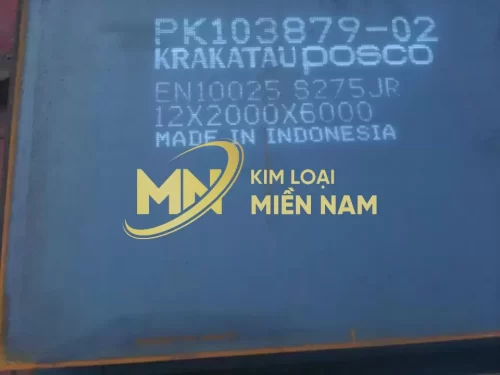 PK103879-02
KRAKATAU posco
EN10025 S275JR
12X2000X6000
MADE IN INDONESIA
MN
KIM LOẠI
MIỀN NAM